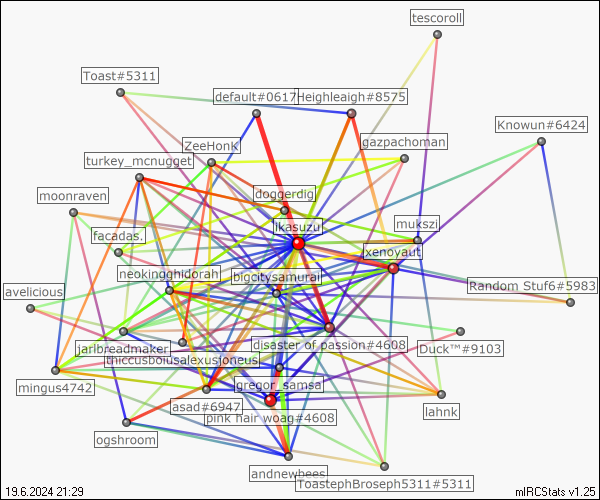 tescoroll
Toast#5311
default#0617
Heighleaigh#8575
Knowun#6424
ZeeHonk
gazpachoman
turkey_mcnugget
doggerdig
moonraven
ikasuzu
mukszi
facadas.
xenoyaut
neokingghidorah
bigcitysamurai
Random Stuf6#5983
avelicious
jarlbreadmaker
disaster of passion#4608
Duck™#9103
thiccusboiusalexusjoneus
mingus4742
gregor_samsa
asad#6947
pink hair woag#4608
lahnk
ogshroom
andnewbees
ToastephBroseph5311#5311
19.6.2024 21:29
mIRCStats v1.25